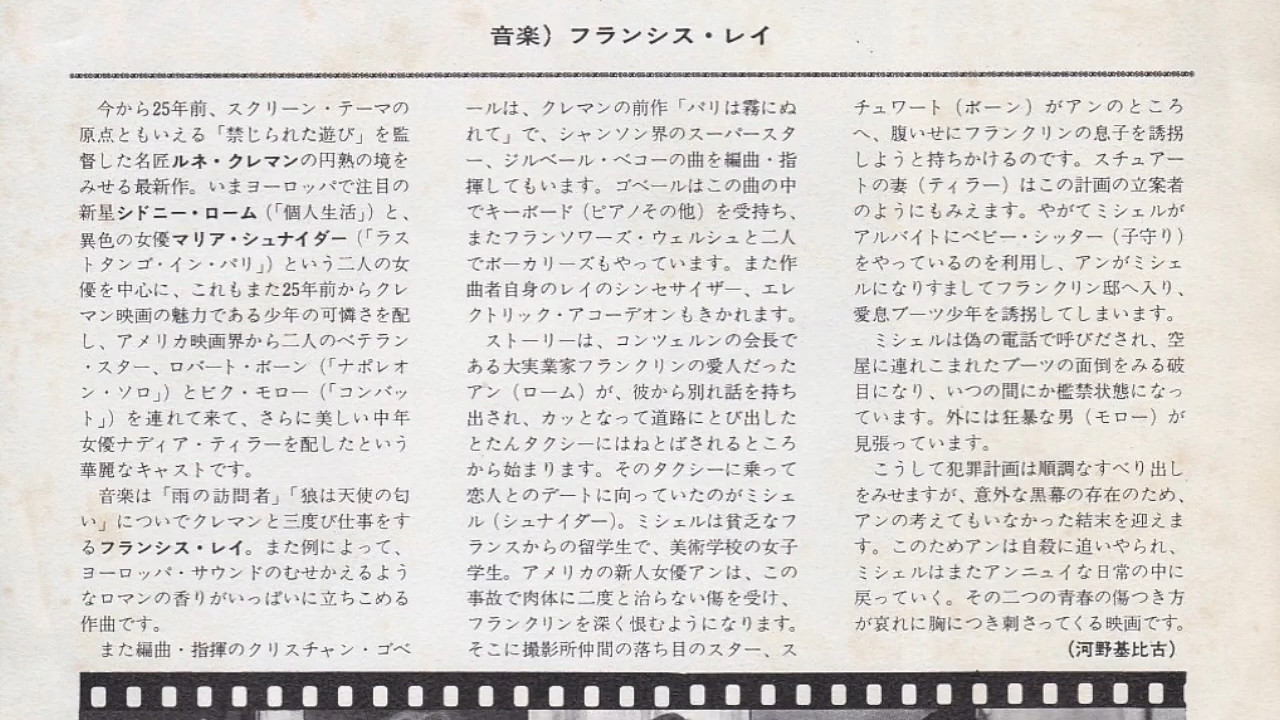 音楽）フランシス・レイ
今から25年前、スクリーン・テーマの
原点ともいえる「禁じられた遊び」を監
督した名匠ルネ・クレマンの円熟の境を
みせる最新作。いまヨーロッパで注目の
新星シドニー・ローム（「個人生活」）と、
異色の女優マリア・シュナイダー（「ラス
トタンゴ・イン・パリ」）という二人の女
優を中心に、これもまた25年前からクレ
マン映画の魅力である少年の可憐さを配
し、アメリカ映画界から二人のベテラン
・スター、ロバート・ボーン（「ナポレオ
ン・ソロ」）とビク・モロー（「コンバッ
ト」）を連れて来て、さらに美しい中年
女優ナディア・ティラーを配したという
華麗なキャストです。
音楽は「雨の訪問者」「狼は天使の匂
い」についでクレマンと三度び仕事をす
るフランシス・レイ。また例によって、
ヨーロッパ・サウンドのむせかえるよう
なロマンの香りがいっぱいに立ちこめる
作曲です。
また編曲・指揮のクリスチャン・ゴベ
ールは、クレマンの前作「パリは霧にぬ
れて」で、シャンソン界のスーパースタ
ー、ジルベール・ベコーの曲を編曲・指
揮してもいます。ゴベールはこの曲の中
でキーボード（ピアノその他）を受持ち、
またフランソワーズ・ウェルシュと二人
でボーカリーズもやっています。また作
曲者自身のレイのシンセサイザー、エレ
クトリック・アコーデオンもきかれます。
ストーリーは、コンツェルンの会長で
ある大実業家フランクリンの愛人だった
アン（ローム）が、彼から別れ話を持ち
出され、カッとなって道路にとび出した
とたんタクシーにはねとばされるところ
から始まります。そのタクシーに乗って
恋人とのデートに向っていたのがミシェ
ル（シュナイダー）。ミシェルは貧乏なフ
ランスからの留学生で、美術学校の女子
学生。アメリカの新人女優アンは、この
事故で肉体に二度と治らない傷を受け、
フランクリンを深く恨むようになります。
そこに撮影所仲間の落ち目のスター、ス
チュワート（ボーン）がアンのところ
へ、腹いせにフランクリンの息子を誘拐
しようと持ちかけるのです。スチュアー
トの妻（ティラー）はこの計画の立案者
のようにもみえます。やがてミシェルが
アルバイトにベビー・シッター（子守り）
をやっているのを利用し、アンがミシェ
ルになりすましてフランクリン邸へ入り、
愛息ブーツ少年を誘拐してしまいます。
ミシェルは偽の電話で呼びだされ、空
屋に連れこまれたブーツの面倒をみる破
目になり、いつの間にか檻禁状態になっ
ています。外には狂暴な男（モロー）が
見張っています。
こうして犯罪計画は順調なすべり出し
をみせますが、意外な黒幕の存在のため、
アンの考えてもいなかった結末を迎えま
す。このためアンは自殺に追いやられ、
ミシェルはまたアンニュイな日常の中に
戻っていく。その二つの青春の傷つき方
が哀れに胸につき刺さってくる映画です。
（河野基比古）